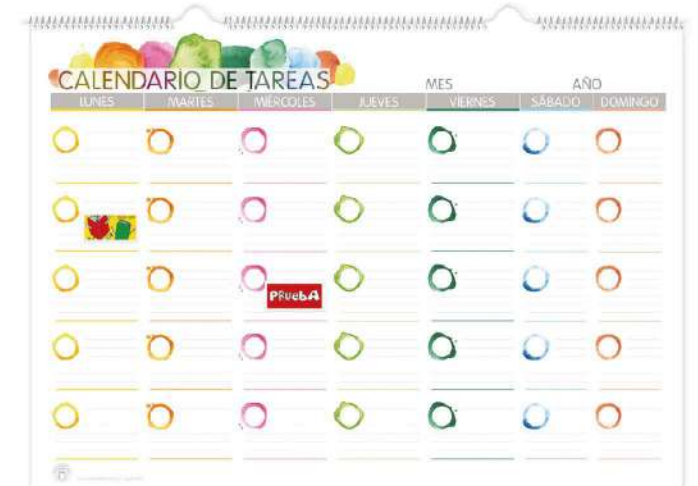 CALENDARIO DE TAREAS
MES AÑO
LUNES MARTES MIÉRCOLES JUEVES VIERNES SÁBADO DOMINGO
PRUEBA